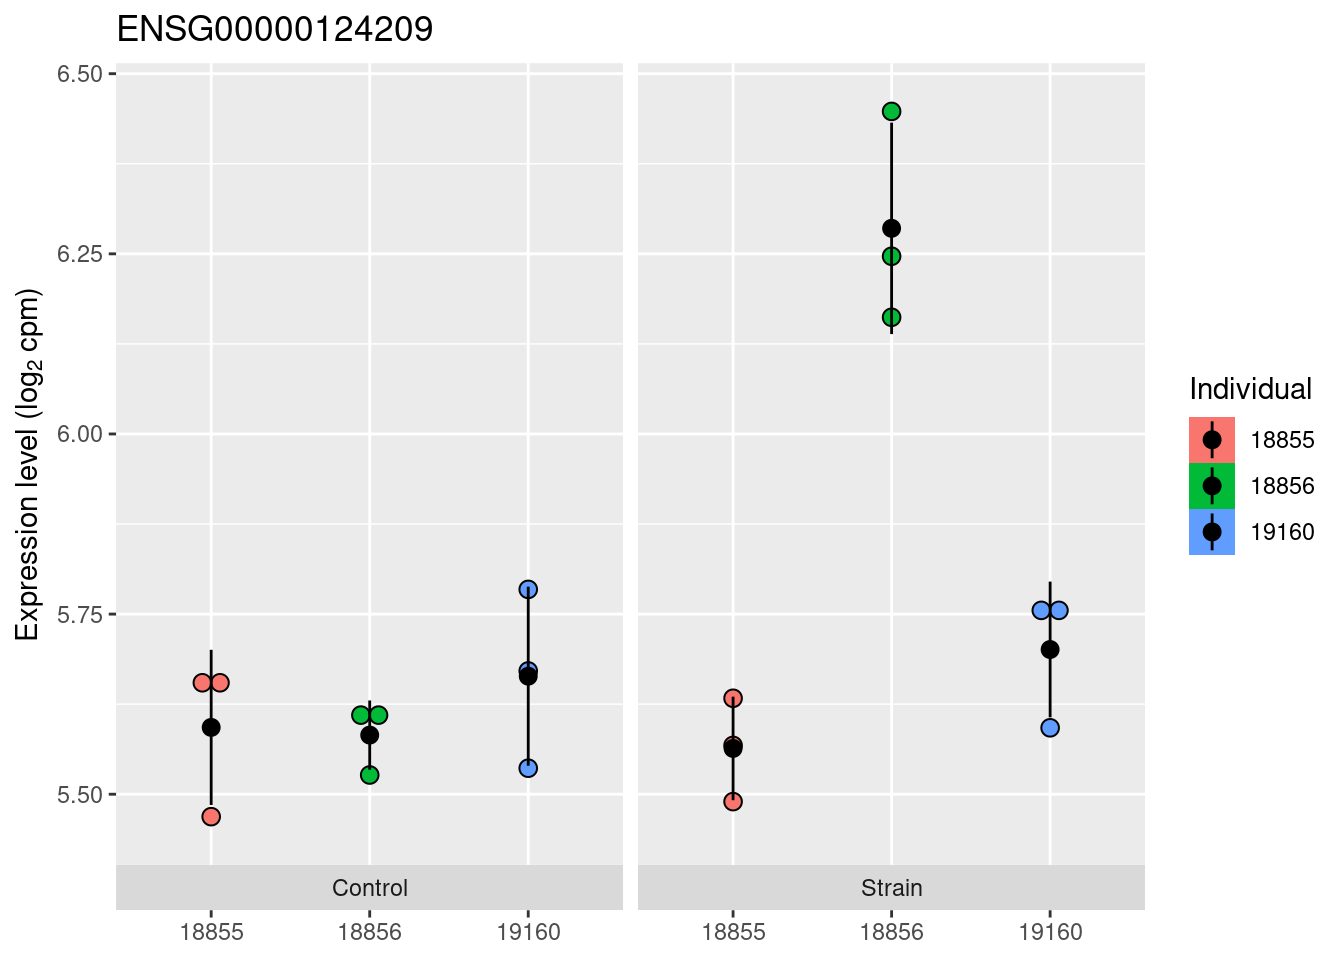 ENSG00000124209
Expression level (log₂ cpm)
6.50
6.25
6.00
5.75
5.50
Control
Strain
18855
18856
19160
18855
18856
19160
Individual
18855
18856
19160